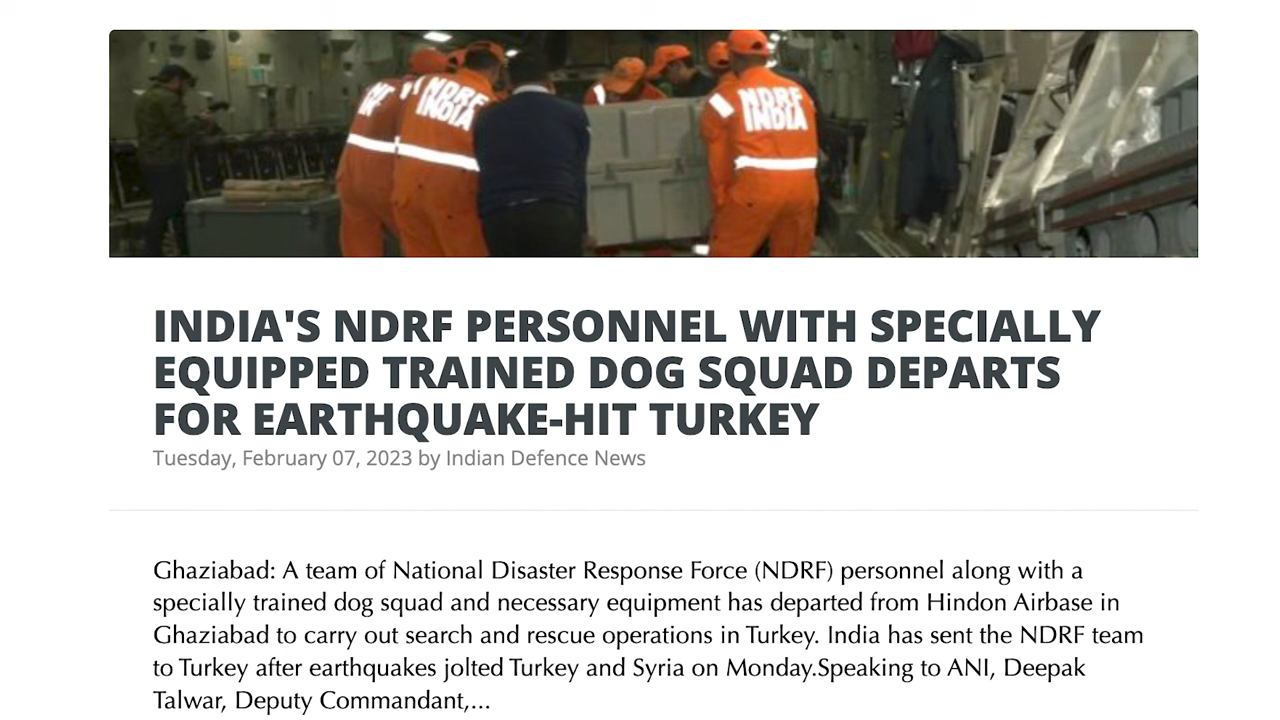 NDRF
INDIA
NDRF
INDIA
INDIA'S NDRF PERSONNEL WITH SPECIALLY
EQUIPPED TRAINED DOG SQUAD DEPARTS
FOR EARTHQUAKE-HIT TURKEY
Tuesday, February 07, 2023 by Indian Defence News
Ghaziabad: A team of National Disaster Response Force (NDRF) personnel along with a
specially trained dog squad and necessary equipment has departed from Hindon Airbase in
Ghaziabad to carry out search and rescue operations in Turkey. India has sent the NDRF team
to Turkey after earthquakes jolted Turkey and Syria on Monday.Speaking to ANI, Deepak
Talwar, Deputy Commandant,...